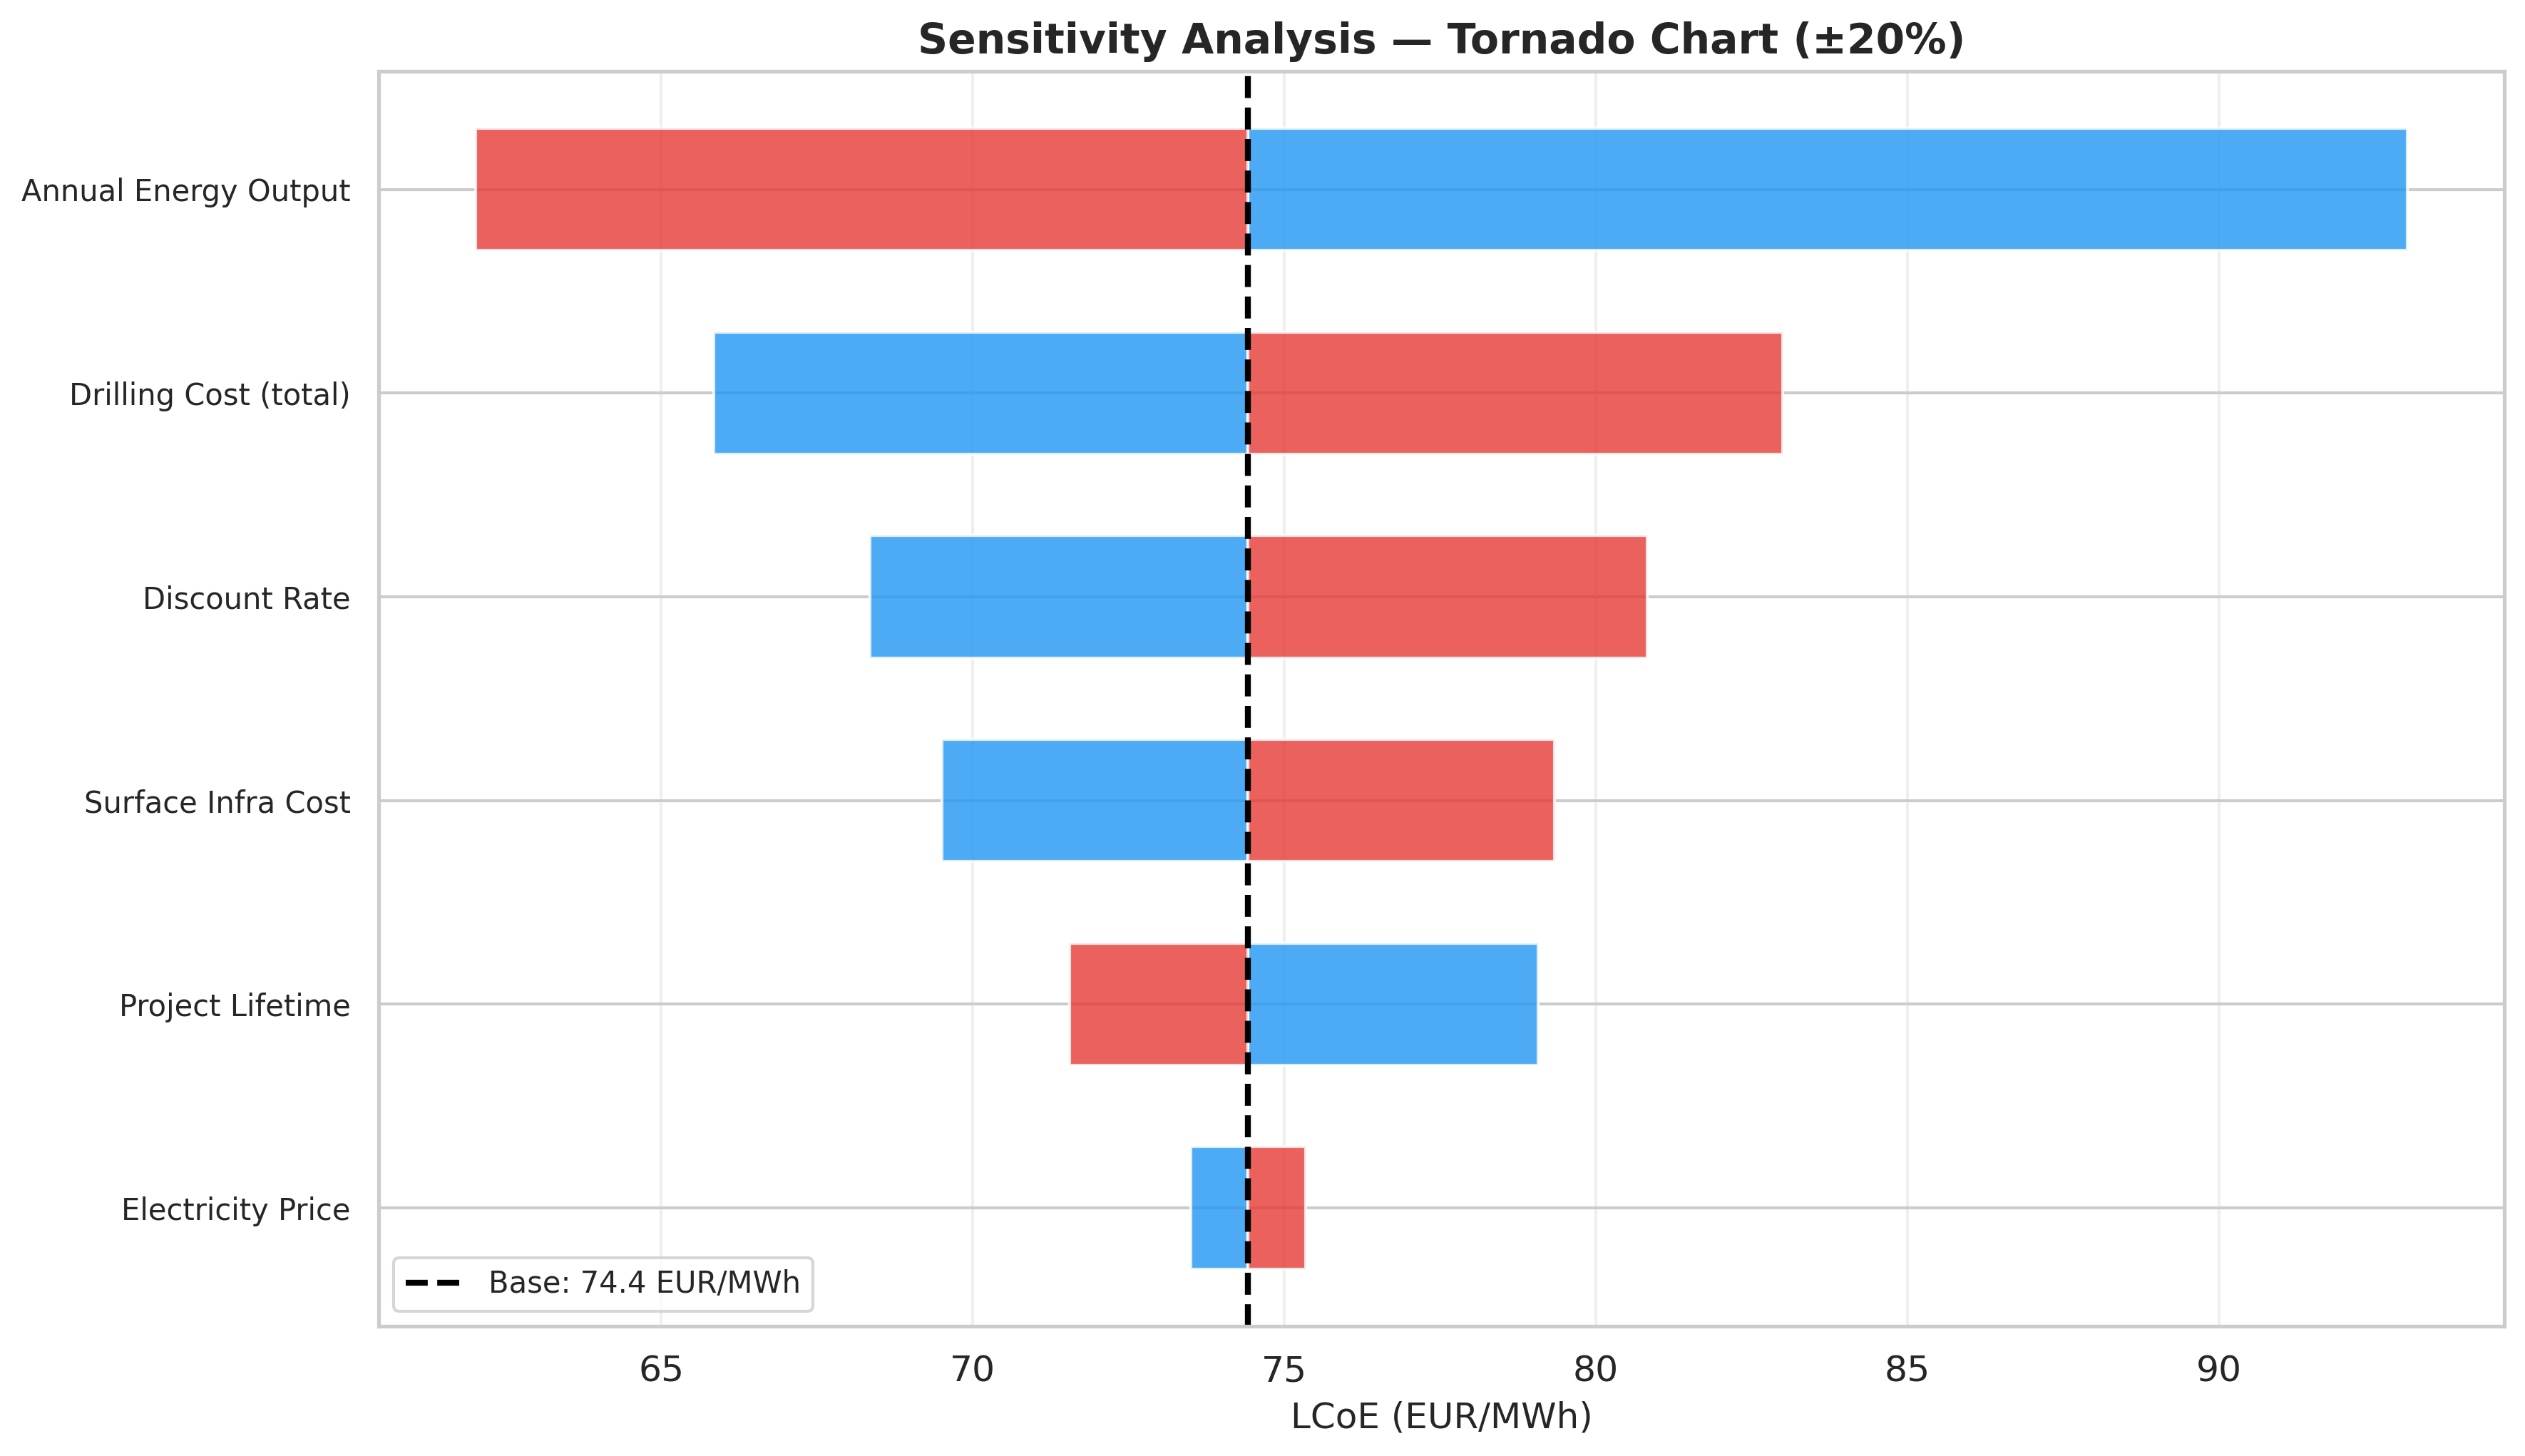 Sensitivity Analysis — Tornado Chart (±20%)
Annual Energy Output
Drilling Cost (total)
Discount Rate
Surface Infra Cost
Project Lifetime
Electricity Price
Base: 74.4 EUR/MWh
65 70 75 80 85 90
LCoE (EUR/MWh)